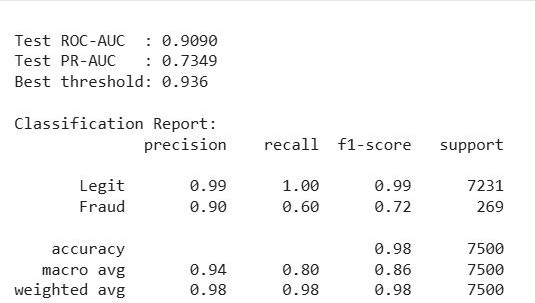 Test ROC-AUC  : 0.9090
Test PR-AUC   : 0.7349
Best threshold: 0.936
Classification Report:
              precision    recall  f1-score   support
       Legit       0.99      1.00      0.99      7231
       Fraud       0.90      0.60      0.72       269
    accuracy                           0.98      7500
   macro avg       0.94      0.80      0.86      7500
weighted avg       0.98      0.98      0.98      7500